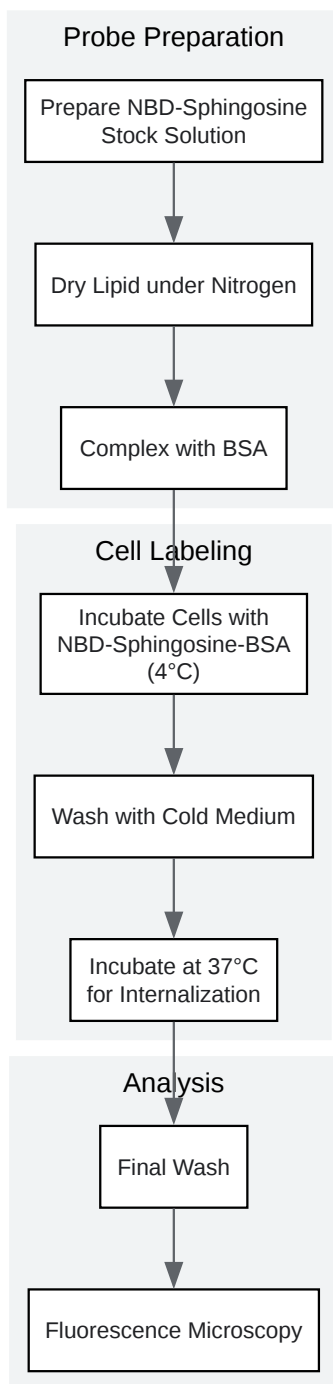 Probe Preparation
Prepare NBD-Sphingosine
Stock Solution
Dry Lipid under Nitrogen
Complex with BSA
Cell Labeling
Incubate Cells with
NBD-Sphingosine-BSA
(4°C)
Wash with Cold Medium
Incubate at 37°C
for Internalization
Analysis
Final Wash
Fluorescence Microscopy